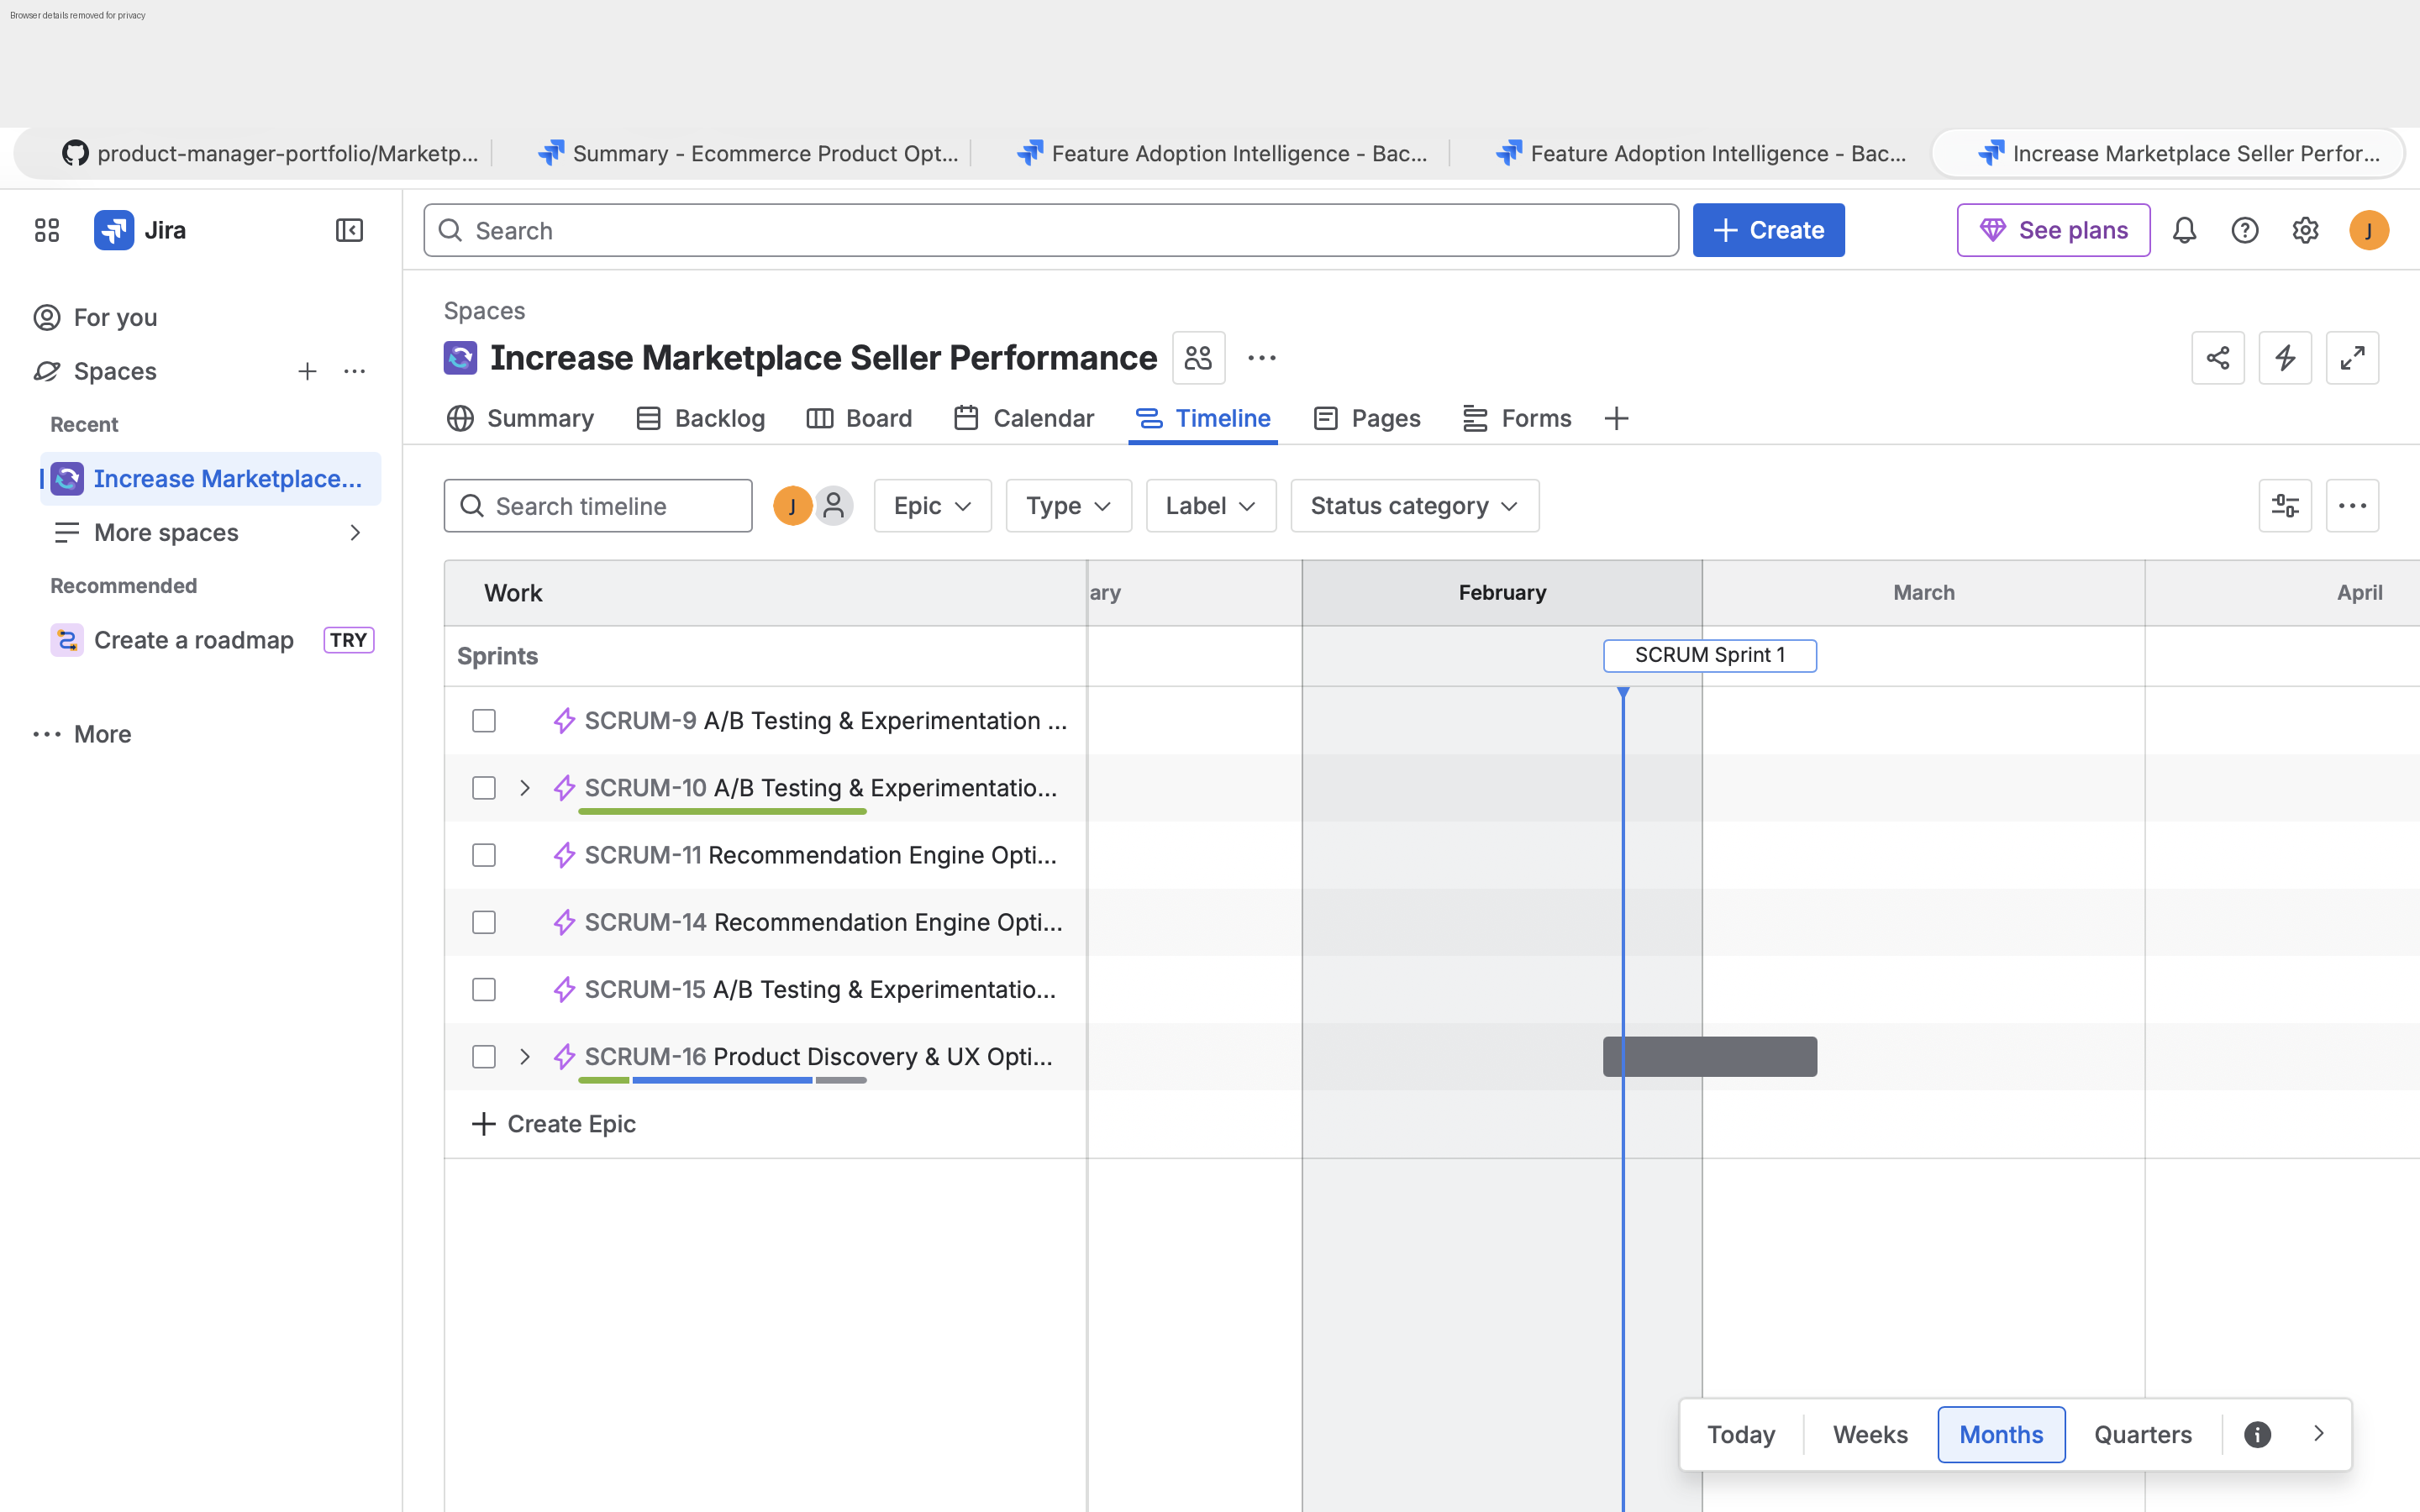 Browser details removed for privacy
product-manager-portfolio/Marketp...
Summary - Ecommerce Product Opt...
Feature Adoption Intelligence - Bac...
Feature Adoption Intelligence - Bac...
Increase Marketplace Seller Perfor...
Jira
Search
Create
See plans
J
For you
Spaces
Recent
Increase Marketplace...
More spaces
Recommended
Create a roadmap
TRY
More
Spaces
Increase Marketplace Seller Performance
Summary
Backlog
Board
Calendar
Timeline
Pages
Forms
Search timeline
J
Epic
Type
Label
Status category
Work
ary
February
March
April
Sprints
SCRUM Sprint 1
SCRUM-9 A/B Testing & Experimentation ...
SCRUM-10 A/B Testing & Experimentatio...
SCRUM-11 Recommendation Engine Opti...
SCRUM-14 Recommendation Engine Opti...
SCRUM-15 A/B Testing & Experimentatio...
SCRUM-16 Product Discovery & UX Opti...
Create Epic
Today
Weeks
Months
Quarters